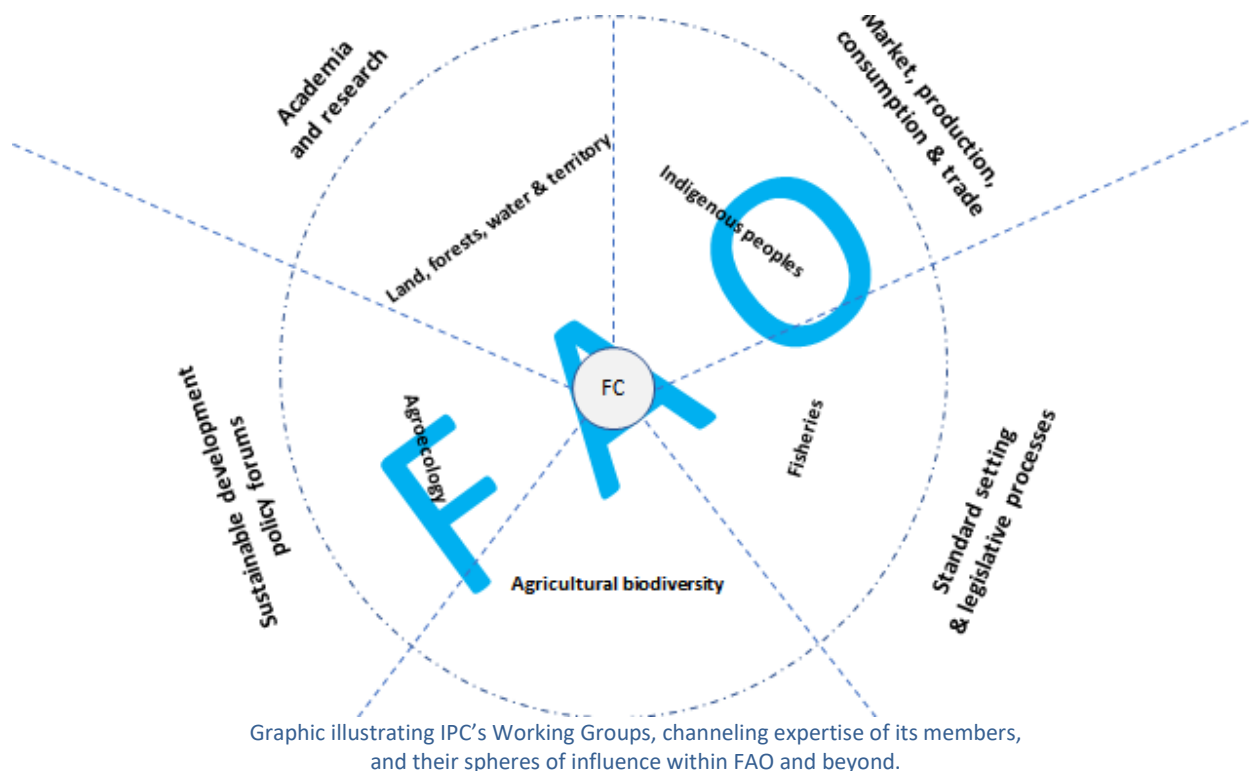 Academia
and research
Market, production,
consumption & trade
Land, forests, water & territory
Indigenous peoples
FAO
FC
Sustainable development
policy forums
Agroecology
Fisheries
Standard setting
& legislative processes
Agricultural biodiversity
Graphic illustrating IPC’s Working Groups, channeling expertise of its members,
and their spheres of influence within FAO and beyond.